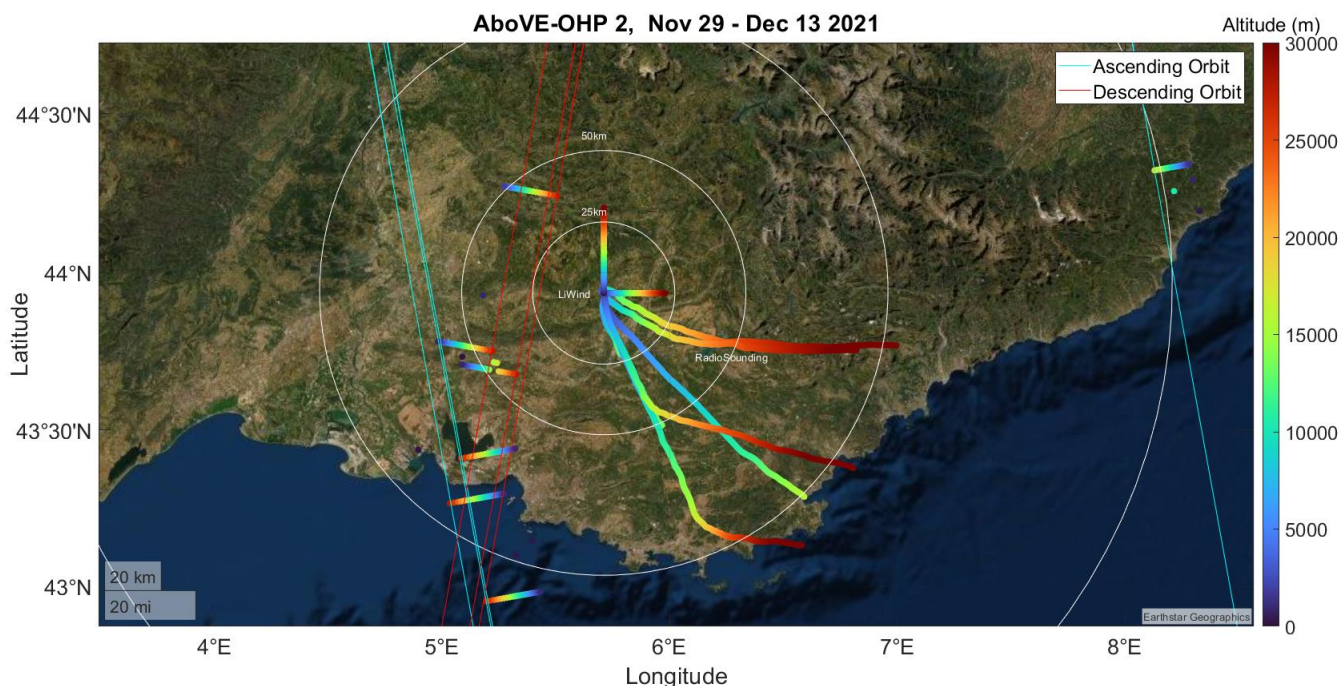 AboVE-OHP 2,  Nov 29 - Dec 13 2021
Altitude (m)
Ascending Orbit
Descending Orbit
44°30'N
44°N
43°30'N
43°N
Latitude
50km
25km
LiWind
RadioSounding
20 km
20 mi
Earthstar Geographics
4°E
5°E
6°E
7°E
8°E
Longitude
30000
25000
20000
15000
10000
5000
0